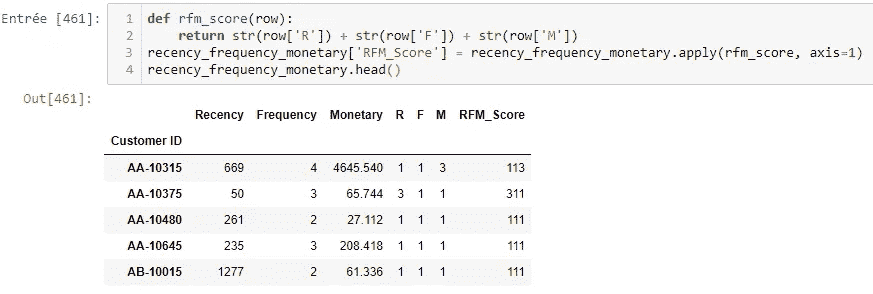 Entrée [461]:
1 def rfm_score(row):
2 return str(row['R']) + str(row['F']) + str(row['M'])
3 recency_frequency_monetary['RFM_Score'] = recency_frequency_monetary.apply(rfm_score, axis=1)
4 recency_frequency_monetary.head()
Out[461]:
Recency Frequency Monetary R F M RFM_Score
Customer ID
AA-10315 669 4 4645.540 1 1 3 113
AA-10375 50 3 65.744 3 1 1 311
AA-10480 261 2 27.112 1 1 1 111
AA-10645 235 3 208.418 1 1 1 111
AB-10015 1277 2 61.336 1 1 1 111